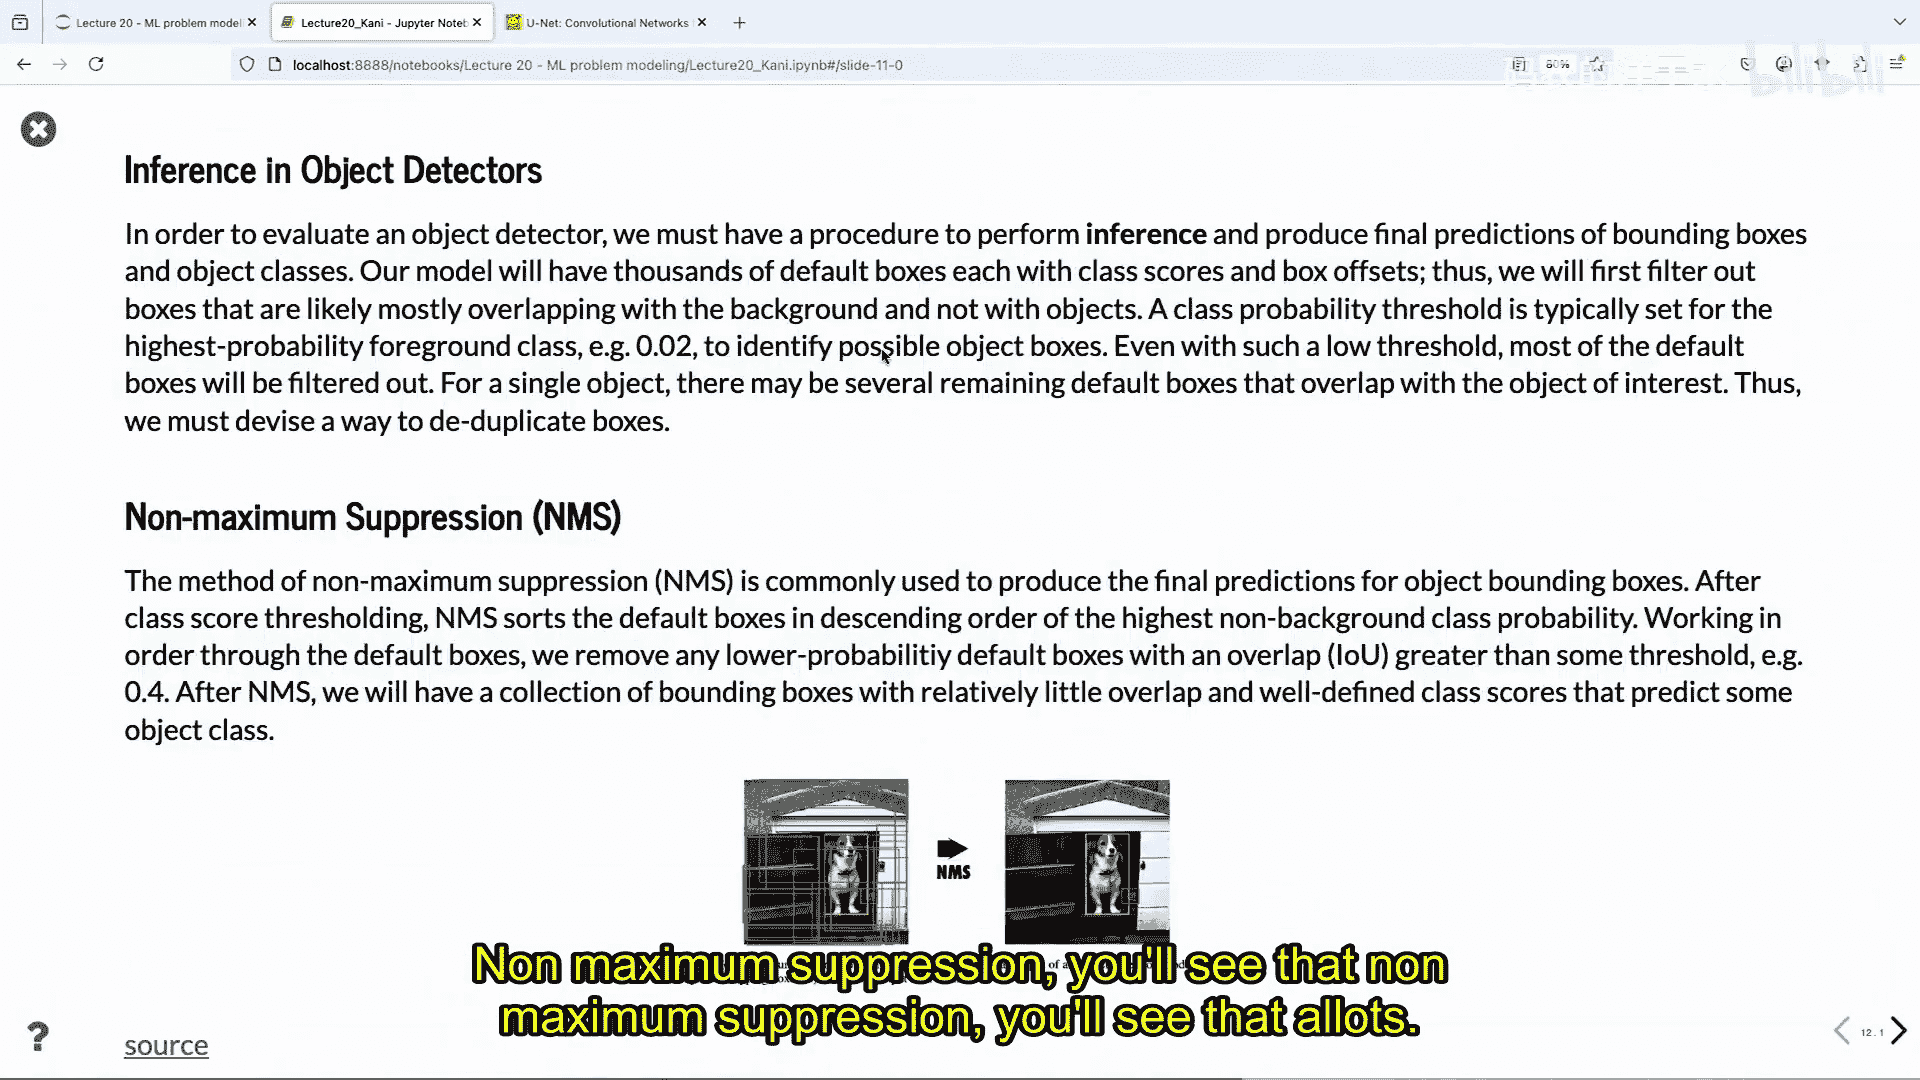 Lecture 20 - ML problem model
Lecture20_Kani - Jupyter Noteb
U-Net: Convolutional Networks
localhost:8888/notebooks/Lecture 20 - ML problem modeling/Lecture20_Kani.ipynb#/slide-11-0
80%
bilibili
Inference in Object Detectors
In order to evaluate an object detector, we must have a procedure to perform inference and produce final predictions of bounding boxes
and object classes. Our model will have thousands of default boxes each with class scores and box offsets; thus, we will first filter out
boxes that are likely mostly overlapping with the background and not with objects. A class probability threshold is typically set for the
highest-probability foreground class, e.g. 0.02, to identify possible object boxes. Even with such a low threshold, most of the default
boxes will be filtered out. For a single object, there may be several remaining default boxes that overlap with the object of interest. Thus,
we must devise a way to de-duplicate boxes.
Non-maximum Suppression (NMS)
The method of non-maximum suppression (NMS) is commonly used to produce the final predictions for object bounding boxes. After
class score thresholding, NMS sorts the default boxes in descending order of the highest non-background class probability. Working in
order through the default boxes, we remove any lower-probabilitiy default boxes with an overlap (IoU) greater than some threshold, e.g.
0.4. After NMS, we will have a collection of bounding boxes with relatively little overlap and well-defined class scores that predict some
object class.
NMS
Non maximum suppression, you'll see that non
maximum suppression, you'll see that allots.
source
12.1